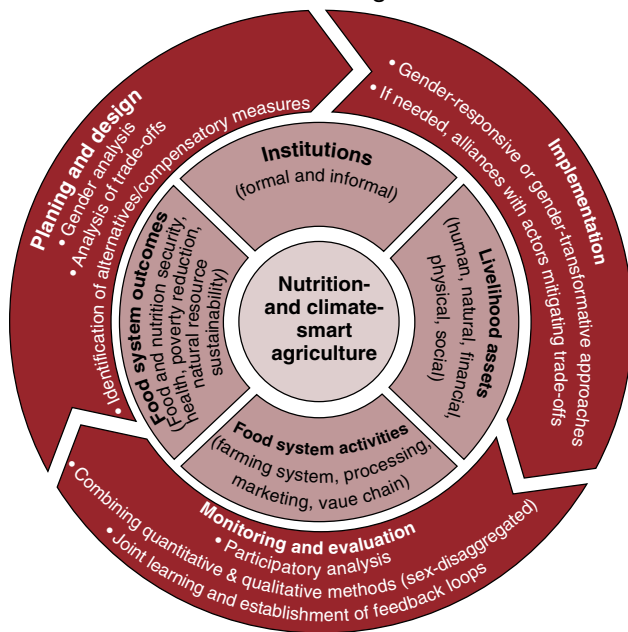 Planing and design
• Gender analysis
• Analysis of trade-offs
• Identification of alternatives/compensatory measures
Implementation
• Gender-responsive or gender-transformative approaches
• If needed, alliances with actors mitigating trade-offs
Monitoring and evaluation
• Participatory analysis
• Combining quantitative & qualitative methods (sex-disaggregated)
• Joint learning and establishment of feedback loops
Institutions
(formal and informal)
Livelihood assets
(human, natural, financial,
physical, social)
Food system activities
(farming system, processing,
marketing, vaue chain)
Food system outcomes
(Food and nutrition security,
health, poverty reduction,
natural resource
sustainability)
Nutrition-
and climate-
smart
agriculture